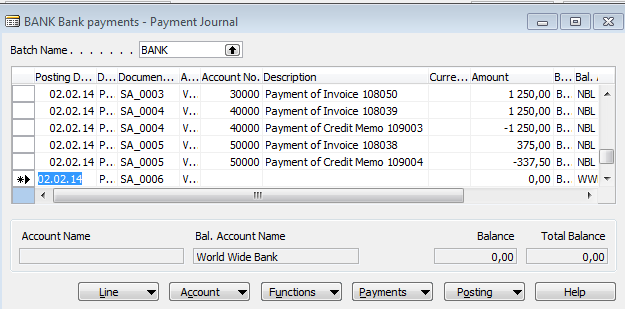 BANK Bank payments - Payment Journal
Batch Name . . . . . . BANK
Posting D... D... Documen... A... Account No. Description Curre... Amount B... Bal. A
02.02.14 P... SA_0003 V... 30000 Payment of Invoice 108050 1 250,00 B... NBL
02.02.14 P... SA_0004 V... 40000 Payment of Invoice 108039 1 250,00 B... NBL
02.02.14 P... SA_0004 V... 40000 Payment of Credit Memo 109003 -1 250,00 B... NBL
02.02.14 P... SA_0005 V... 50000 Payment of Invoice 108038 375,00 B... NBL
02.02.14 P... SA_0005 V... 50000 Payment of Credit Memo 109004 -337,50 B... NBL
02.02.14 P... SA_0006 V... 0,00 B... WW
Account Name Bal. Account Name Balance Total Balance
World Wide Bank 0,00 0,00
Line Account Functions Payments Posting Help